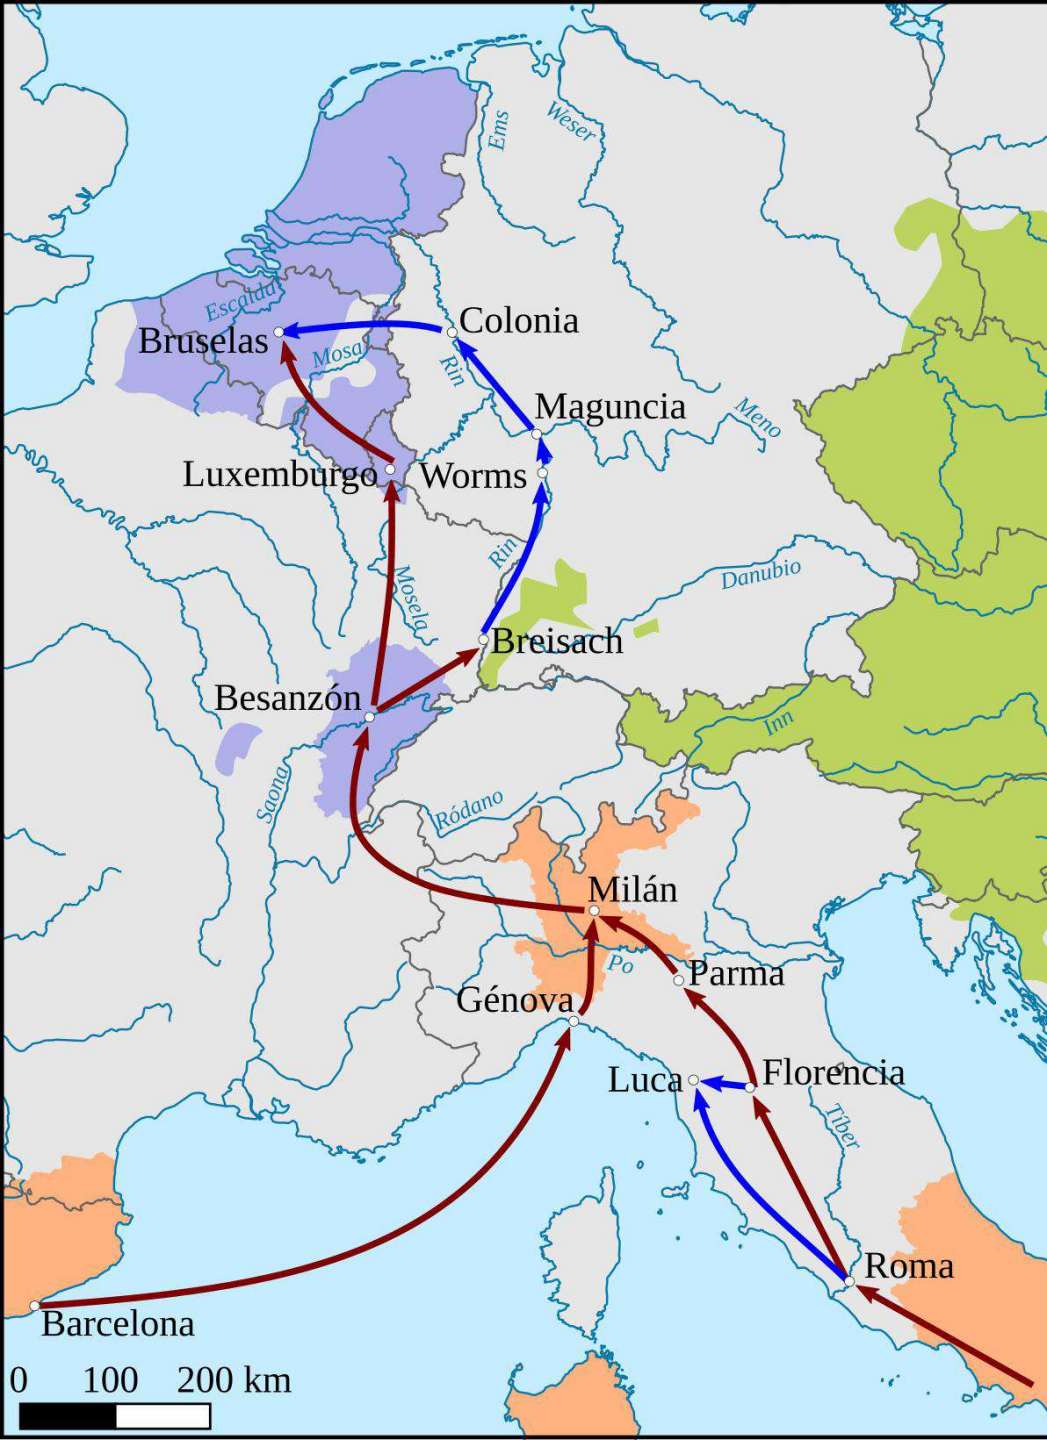 Ems
Weser
Escalda
Colonia
Bruselas
Mosa
Rin
Maguncia
Meno
Luxemburgo
Worms
Rin
Danubio
Mosela
Breisach
Besanzón
Inn
Saona
Ródano
Milán
Po
Parma
Génova
Luca
Florencia
Tíber
Roma
Barcelona
0 100 200 km